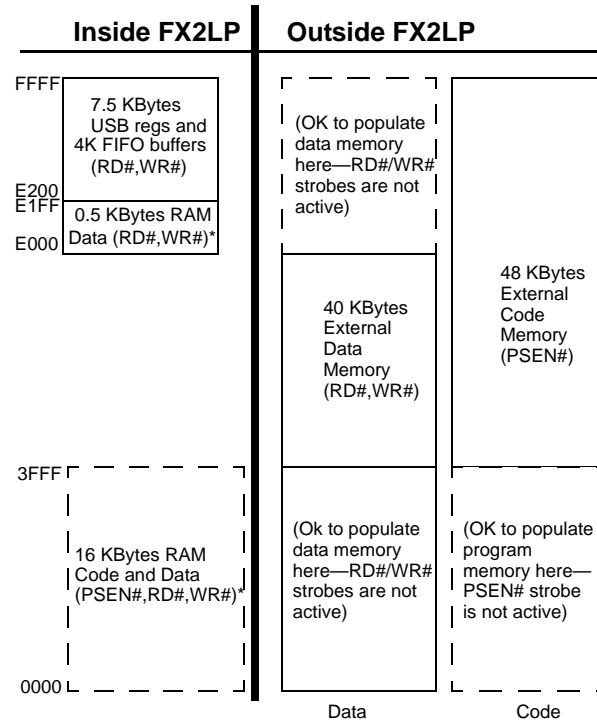 Inside FX2LP
Outside FX2LP
FFFF
7.5 KBytes
USB regs and
4K FIFO buffers
(RD#,WR#)
E200
E1FF
0.5 KBytes RAM
Data (RD#,WR#)*
E000
(OK to populate
data memory
here—RD#/WR#
strobes are not
active)
40 KBytes
External
Data
Memory
(RD#,WR#)
48 KBytes
External
Code
Memory
(PSEN#)
3FFF
16 KBytes RAM
Code and Data
(PSEN#,RD#,WR#)*
0000
(Ok to populate
data memory
here—RD#/WR#
strobes are not
active)
(OK to populate
program
memory here—
PSEN# strobe
is not active)
Data
Code